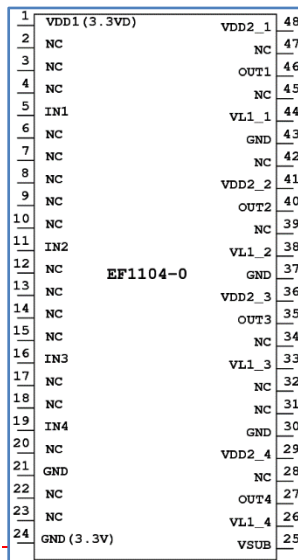 1 VDD1(3.3VD)
2 NC
3 NC
4 NC
5 IN1
6 NC
7 NC
8 NC
9 NC
10 NC
11 IN2
12 NC
13 NC
14 NC
15 NC
16 IN3
17 NC
18 NC
19 IN4
20 NC
21 GND
22 NC
23 NC
24 GND(3.3V)
EF1104-0
VDD2_1 48
NC 47
OUT1 46
NC 45
VL1_1 44
GND 43
NC 42
VDD2_2 41
OUT2 40
NC 39
VL1_2 38
GND 37
VDD2_3 36
OUT3 35
NC 34
VL1_3 33
NC 32
NC 31
GND 30
VDD2_4 29
NC 28
OUT4 27
VL1_4 26
VSUB 25